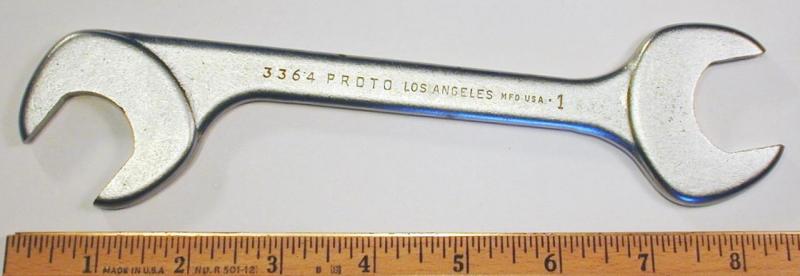 3364 PROTO LOS ANGELES MFD USA. 1
1 2 3 4 5 6 7 8
MADE IN U.S.A NO. R 501-12